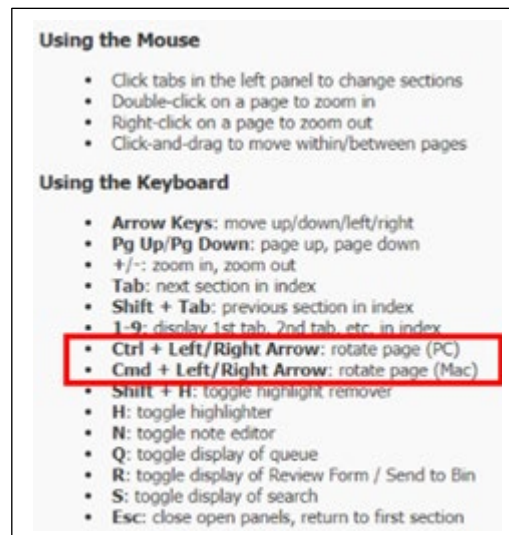 Using the Mouse
• Click tabs in the left panel to change sections
• Double-click on a page to zoom in
• Right-click on a page to zoom out
• Click-and-drag to move within/between pages
Using the Keyboard
• Arrow Keys: move up/down/left/right
• Pg Up/Pg Down: page up, page down
• +/-: zoom in, zoom out
• Tab: next section in index
• Shift + Tab: previous section in index
• 1-9: display 1st tab, 2nd tab, etc. in index
• Ctrl + Left/Right Arrow: rotate page (PC)
• Cmd + Left/Right Arrow: rotate page (Mac)
• Shift + H: toggle highlight remover
• H: toggle highlighter
• N: toggle note editor
• Q: toggle display of queue
• R: toggle display of Review Form / Send to Bin
• S: toggle display of search
• Esc: close open panels, return to first section